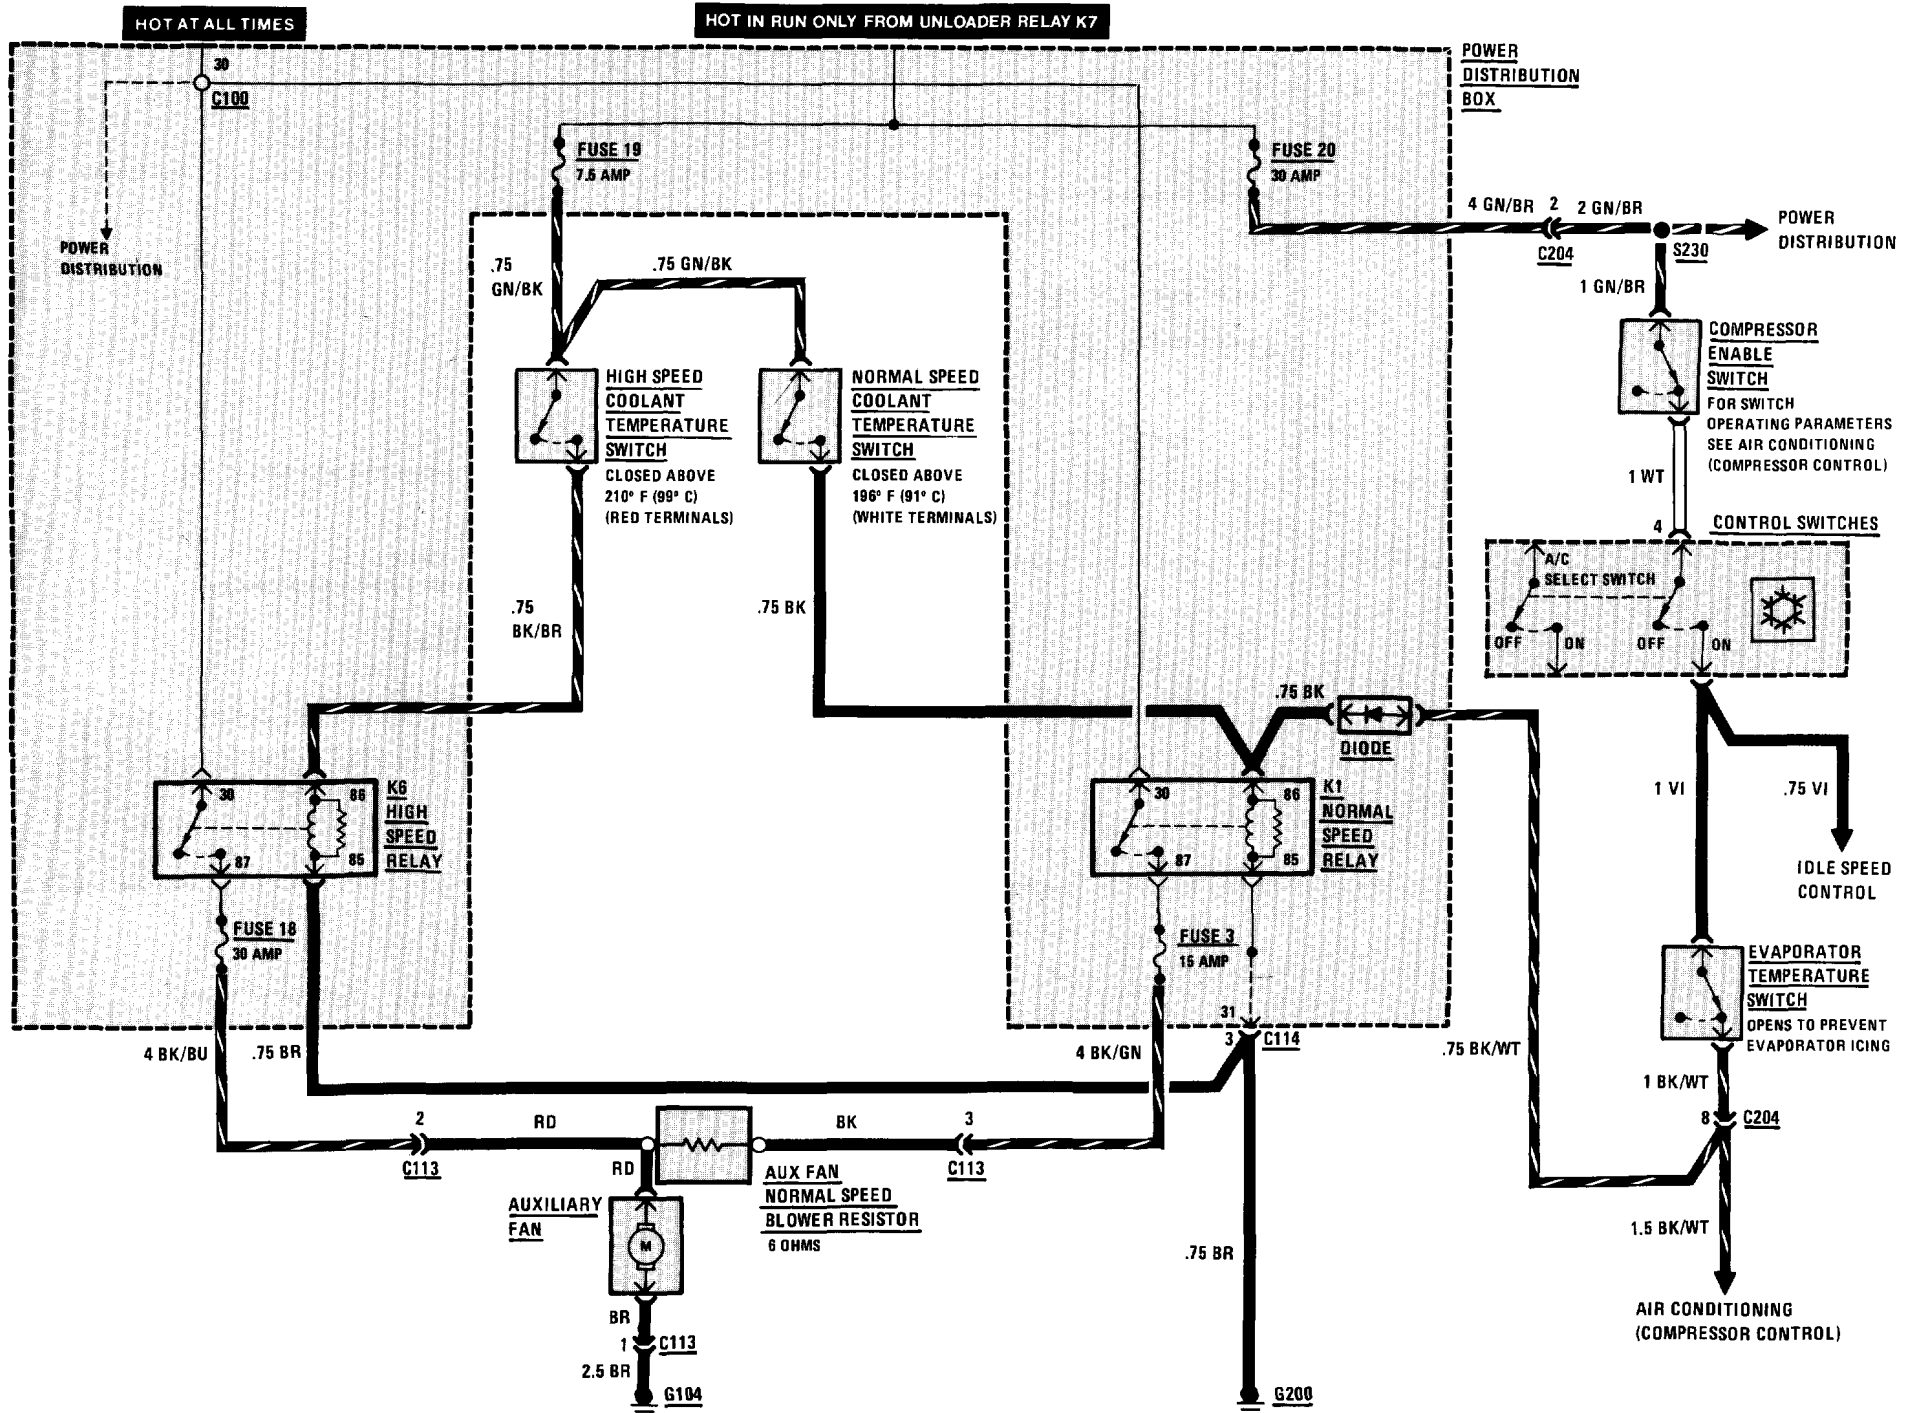 HOT AT ALL TIMES
HOT IN RUN ONLY FROM UNLOADER RELAY K7
POWER
DISTRIBUTION
BOX
30
C100
POWER
DISTRIBUTION
FUSE 19
7.5 AMP
FUSE 20
30 AMP
4 GN/BR
2
2 GN/BR
C204
S230
POWER
DISTRIBUTION
1 GN/BR
.75
GN/BK
.75 GN/BK
HIGH SPEED
COOLANT
TEMPERATURE
SWITCH
CLOSED ABOVE
210° F (99° C)
(RED TERMINALS)
NORMAL SPEED
COOLANT
TEMPERATURE
SWITCH
CLOSED ABOVE
196° F (91° C)
(WHITE TERMINALS)
COMPRESSOR
ENABLE
SWITCH
FOR SWITCH
OPERATING PARAMETERS
SEE AIR CONDITIONING
(COMPRESSOR CONTROL)
1 WT
4
CONTROL SWITCHES
A/C
SELECT SWITCH
OFF
ON
OFF
ON
.75
BK/BR
.75 BK
.75 BK
DIODE
1 VI
.75 VI
IDLE SPEED
CONTROL
30
86
87
85
K6
HIGH
SPEED
RELAY
30
86
87
85
K1
NORMAL
SPEED
RELAY
FUSE 18
30 AMP
FUSE 3
15 AMP
31
3
C114
EVAPORATOR
TEMPERATURE
SWITCH
OPENS TO PREVENT
EVAPORATOR ICING
4 BK/BU
.75 BR
4 BK/GN
.75 BK/WT
1 BK/WT
8
C204
2
C113
RD
RD
BK
3
C113
AUX FAN
NORMAL SPEED
BLOWER RESISTOR
6 OHMS
AUXILIARY
FAN
M
BR
1
C113
2.5 BR
G104
.75 BR
G200
1.5 BK/WT
AIR CONDITIONING
(COMPRESSOR CONTROL)